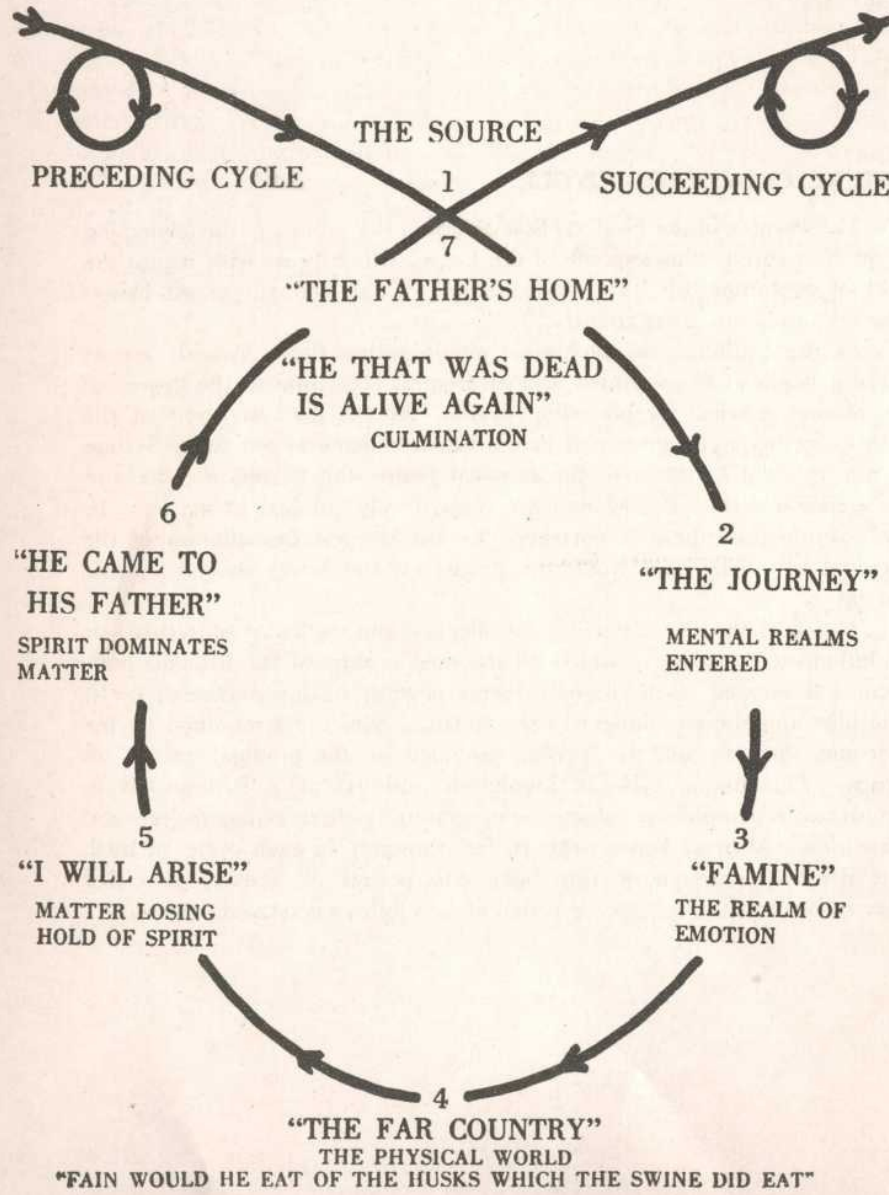 THE SOURCE
PRECEDING CYCLE
1
SUCCEEDING CYCLE
7
"THE FATHER'S HOME"
"HE THAT WAS DEAD
IS ALIVE AGAIN"
CULMINATION
6
"HE CAME TO
HIS FATHER"
SPIRIT DOMINATES
MATTER
2
"THE JOURNEY"
MENTAL REALMS
ENTERED
5
"I WILL ARISE"
MATTER LOSING
HOLD OF SPIRIT
3
"FAMINE"
THE REALM OF
EMOTION
4
"THE FAR COUNTRY"
THE PHYSICAL WORLD
"FAIN WOULD HE EAT OF THE HUSKS WHICH THE SWINE DID EAT"